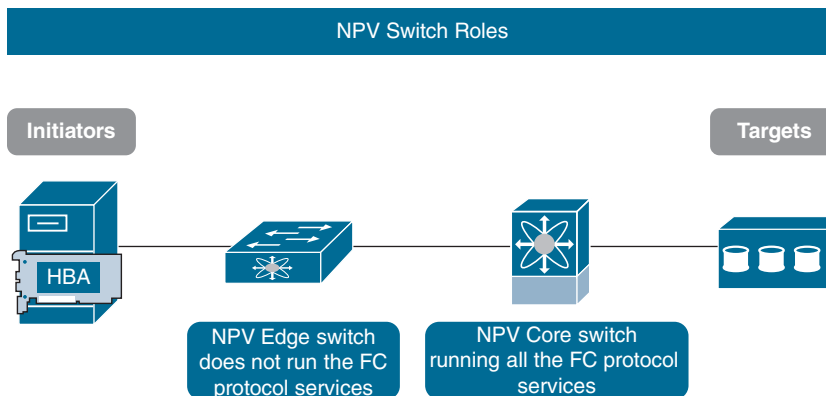 NPV Switch Roles
Initiators
Targets
HBA
NPV Edge switch
does not run the FC
protocol services
NPV Core switch
running all the FC protocol
services